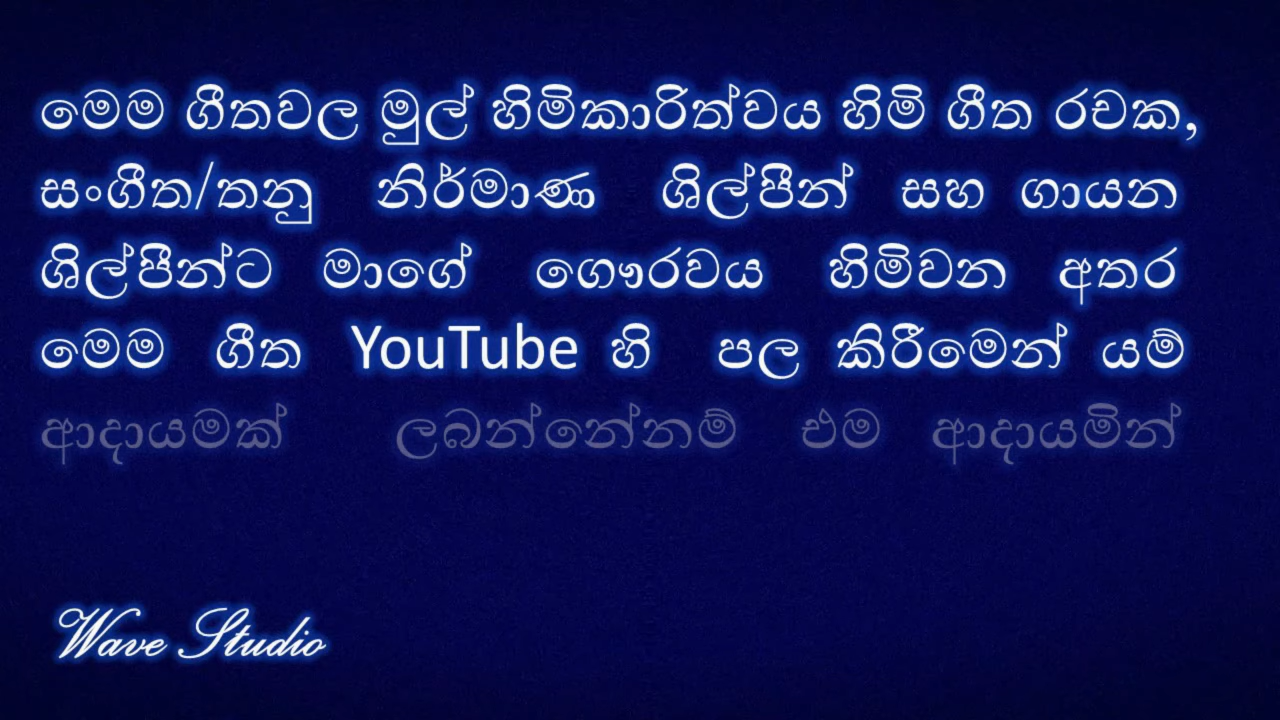 මෙම ගීතවල මුල් හිමිකාරිත්වය හිමි ගීත රචක,
සංගීත/තනු නිර්මාණ ශිල්පීන් සහ ගායන
ශිල්පීන්ට මාගේ ගෞරවය හිමිවන අතර
මෙම ගීත YouTube හි පල කිරීමෙන් යම්
ආදායමක් ලබන්නේනම් එම ආදායමින්
Wave Studio